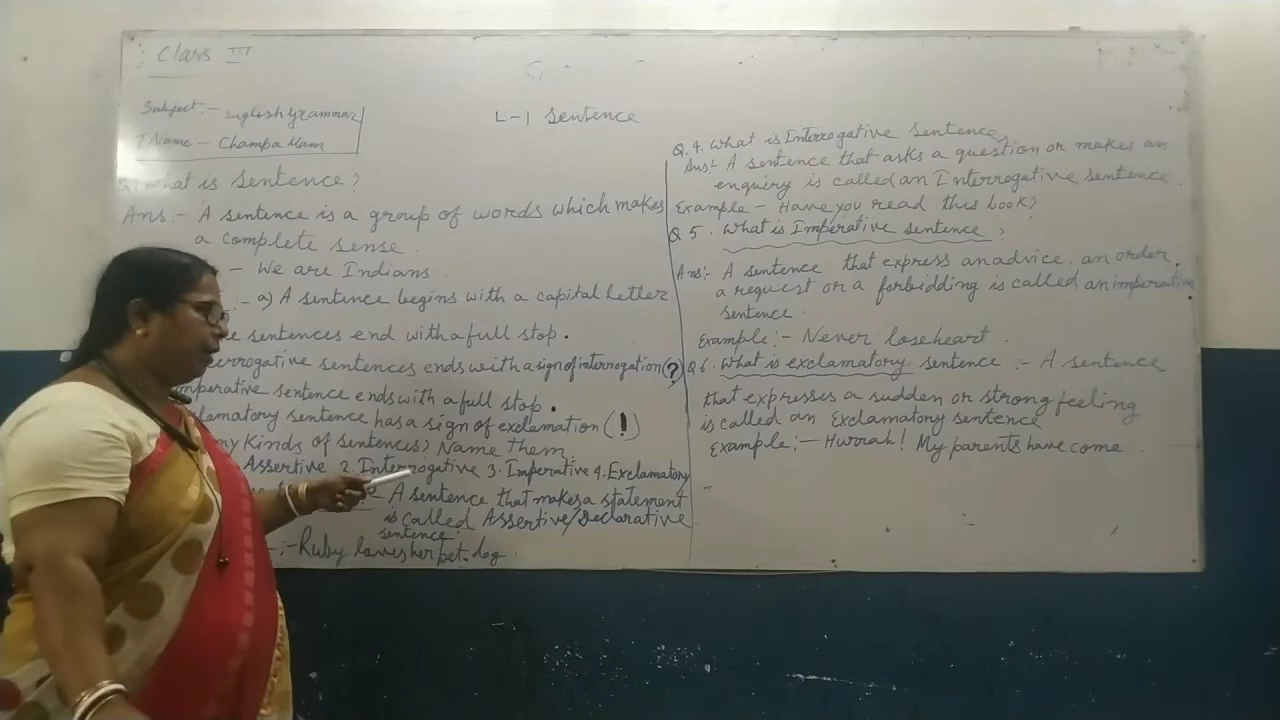 Class III
Subject:- English Grammar
T Name - Champa Mam
L-1 Sentence
What is Sentence?
Ans:- A sentence is a group of words which makes
a complete sense.
- We are Indians.
:- a) A sentence begins with a capital letter
sentences end with a full stop.
errogative sentences ends with a sign of interrogation (?)
mperative sentence ends with a full stop.
clamatory sentence has a sign of exclamation (!)
ny Kinds of sentences? Name them.
Assertive 2. Interrogative 3. Imperative 4. Exclamatory
A sentence that makes a statement
is called Assertive/Declarative
sentence.
:- Ruby loves her pet dog.
Q.4. What is Interrogative Sentence,
Ans:- A sentence that asks a question or makes an
enquiry is called an Interrogative sentence.
Example - Have you read this book?
Q 5. What is Imperative sentence?
Ans:- A sentence that express an advice, an order,
a request or a forbidding is called an imperative
sentence.
Example:- Never lose heart.
Q 6. What is exclamatory sentence :- A sentence
that expresses a sudden or strong feeling
is called an Exclamatory sentence
Example:- Hurrah! My parents have come.